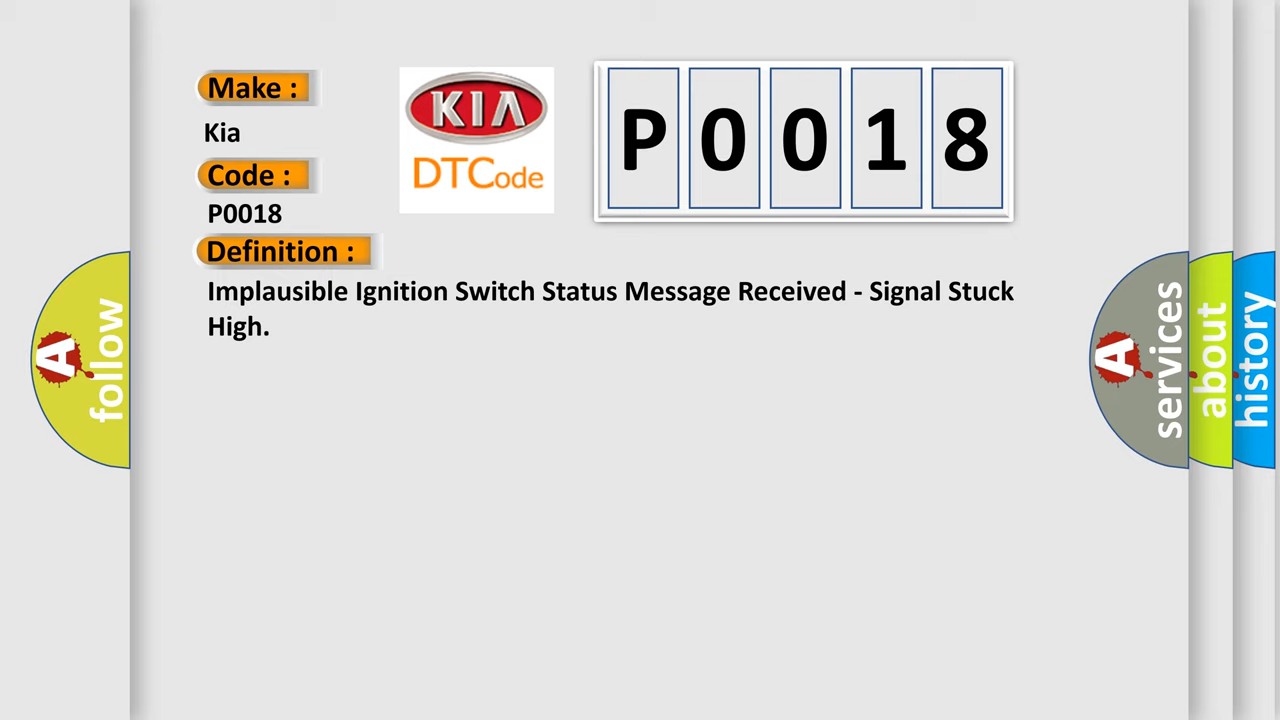 Make :
Kia
Code :
P0018
Definition :
Implausible Ignition Switch Status Message Received - Signal Stuck
High.
KIA
DTCode
P0018
A follow
A services
about
history